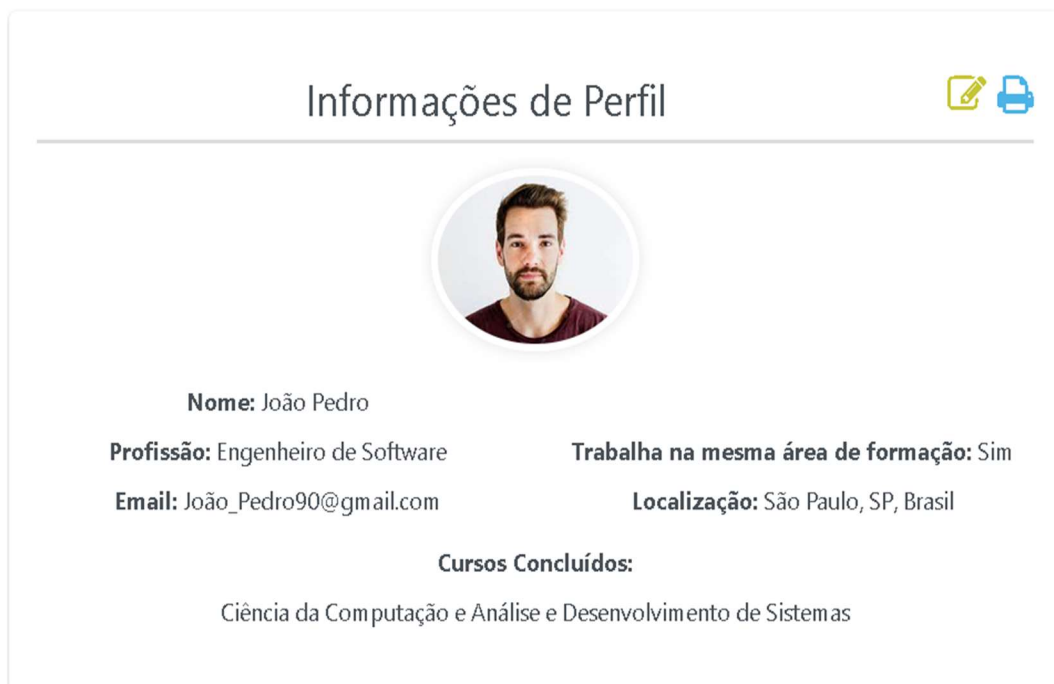 Informações de Perfil
Nome: João Pedro
Profissão: Engenheiro de Software
Trabalha na mesma área de formação: Sim
Email: João_Pedro90@gmail.com
Localização: São Paulo, SP, Brasil
Cursos Concluídos:
Ciência da Computação e Análise e Desenvolvimento de Sistemas